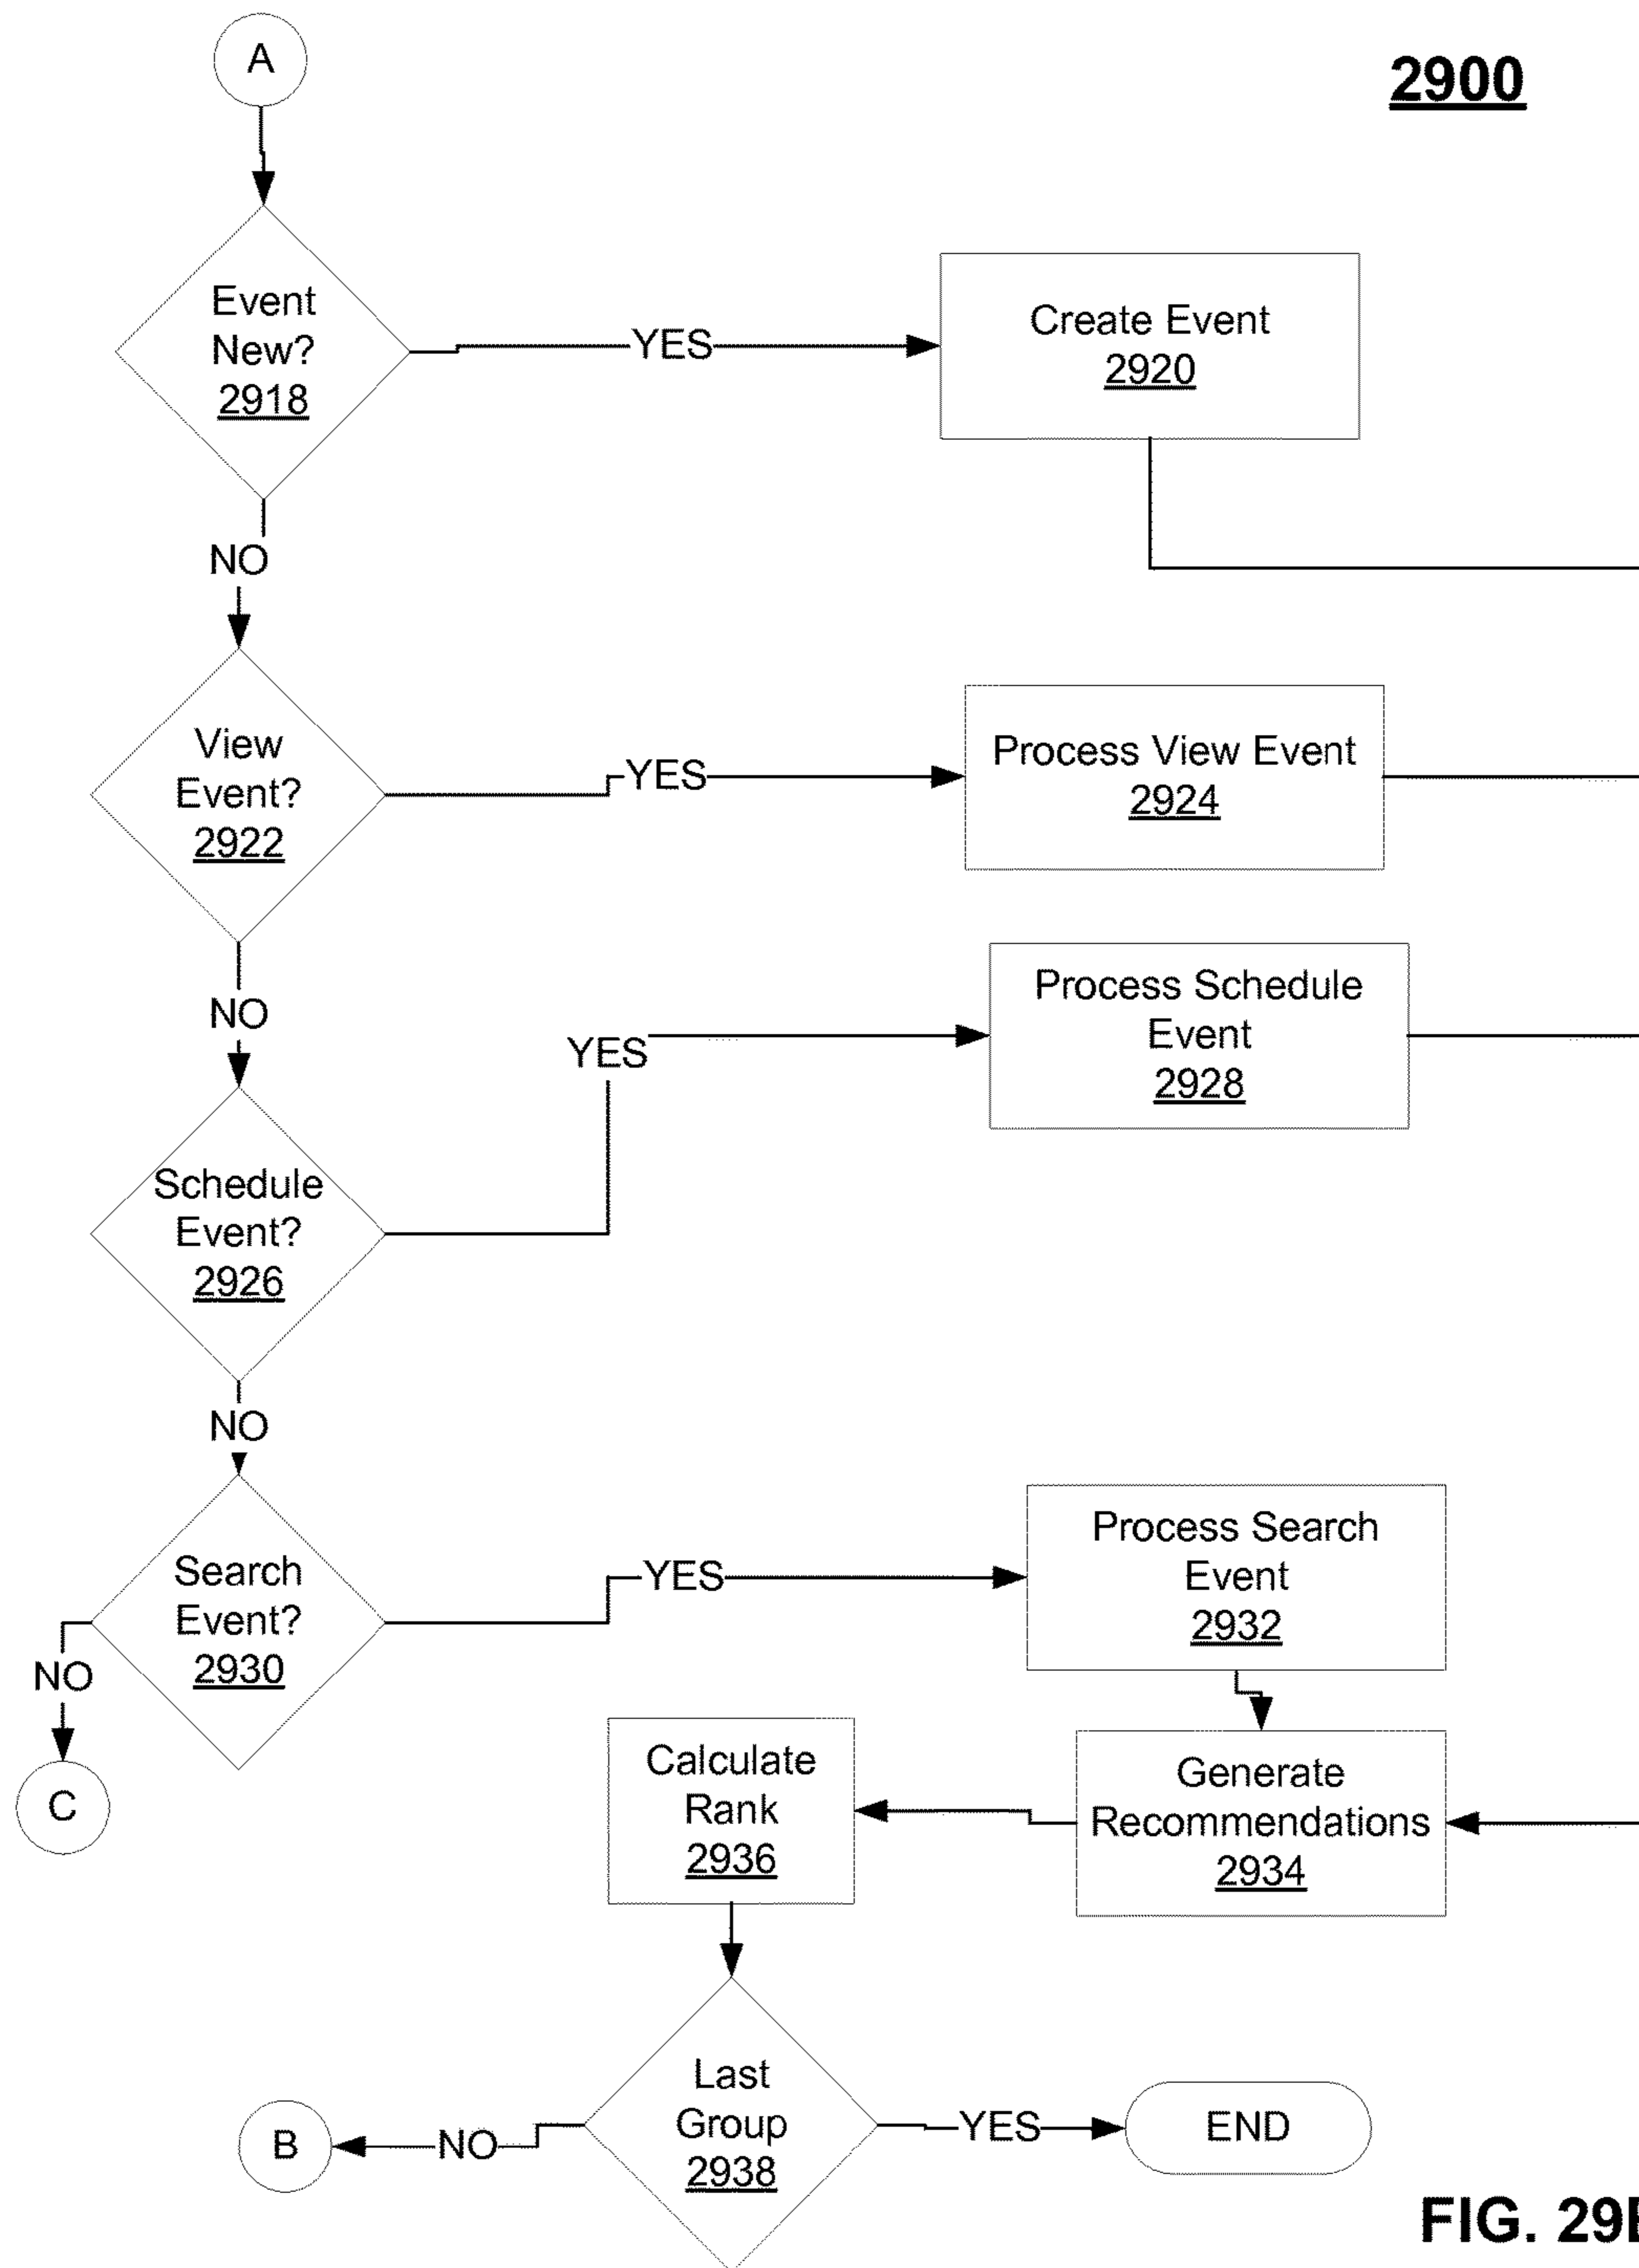 A
2900
Event
New?
2918
YES
Create Event
2920
NO
View
Event?
2922
YES
Process View Event
2924
NO
Schedule
Event?
2926
YES
Process Schedule
Event
2928
NO
Search
Event?
2930
YES
Process Search
Event
2932
NO
C
Calculate
Rank
2936
Generate
Recommendations
2934
Last
Group
2938
NO
B
YES
END
FIG. 29